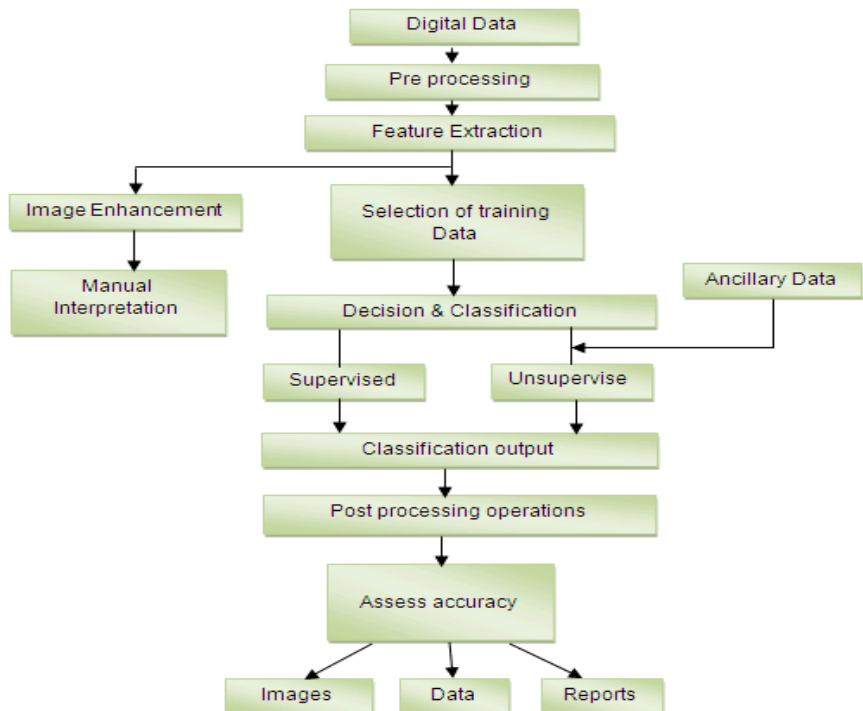 Digital Data
Pre processing
Feature Extraction
Image Enhancement
Selection of training
Data
Manual
Interpretation
Ancillary Data
Decision & Classification
Supervised
Unsupervise
Classification output
Post processing operations
Assess accuracy
Images
Data
Reports